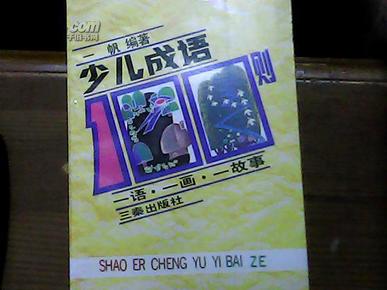 一帆 编著
少儿成语
100则
一语·一画·一故事
三秦出版社
SHAO ER CHENG YU YI BAI ZE